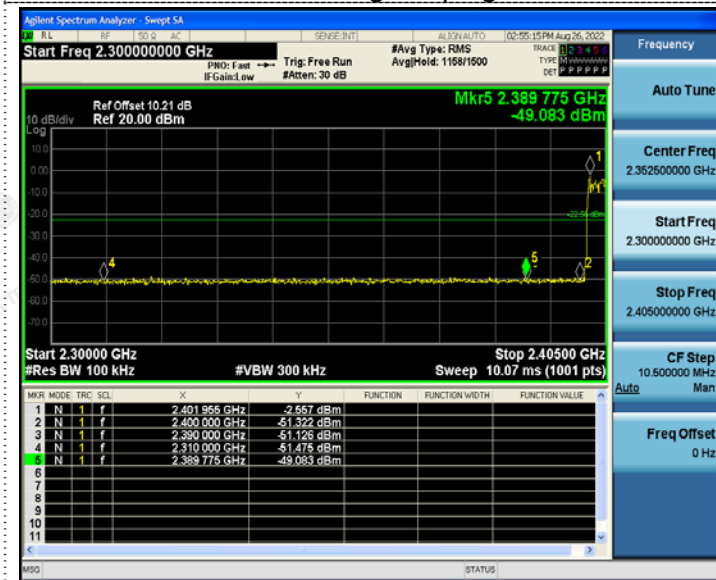 Agilent Spectrum Analyzer - Swept SA
RL RF 50 Ω AC SENSE:INT ALIGN AUTO 02:55:15 PM Aug 26, 2022
Start Freq 2.300000000 GHz
PNO: Fast
IFGain:Low
Trig: Free Run
#Atten: 30 dB
#Avg Type: RMS
Avg|Hold: 1158/1500
TRACE 1 2 3 4 5 6
TYPE M
DET P P P P P P
Ref Offset 10.21 dB
10 dB/div Ref 20.00 dBm
Log
Mkr5 2.389 775 GHz
-49.083 dBm
10.0
0.00
-10.0
-20.0
-30.0
-40.0
-50.0
-60.0
-70.0
1
-22.56 dBm
4
5
2
Start 2.30000 GHz Stop 2.40500 GHz
#Res BW 100 kHz #VBW 300 kHz Sweep 10.07 ms (1001 pts)
MKR MODE TRC SCL X Y FUNCTION FUNCTION WIDTH FUNCTION VALUE
1 N 1 f 2.401 955 GHz -2.557 dBm
2 N 1 f 2.400 000 GHz -51.322 dBm
3 N 1 f 2.390 000 GHz -51.126 dBm
4 N 1 f 2.310 000 GHz -51.475 dBm
5 N 1 f 2.389 775 GHz -49.083 dBm
6
7
8
9
10
11
MSG STATUS
Frequency
Auto Tune
Center Freq
2.352500000 GHz
Start Freq
2.300000000 GHz
Stop Freq
2.405000000 GHz
CF Step
10.500000 MHz
Auto Man
Freq Offset
0 Hz